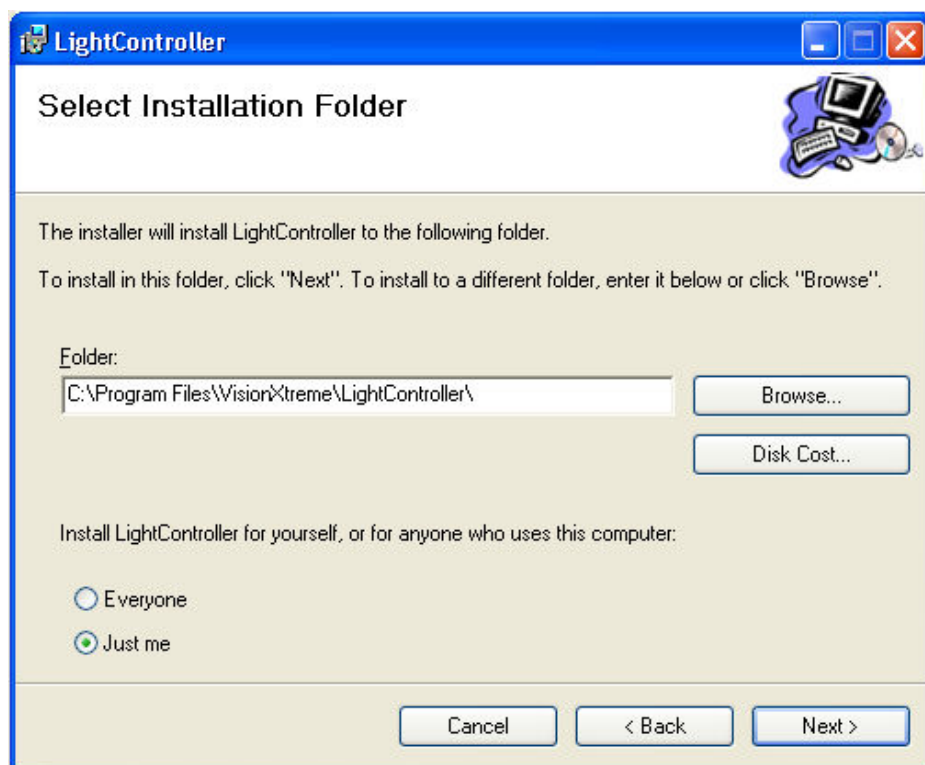 LightController
Select Installation Folder
The installer will install LightController to the following folder.
To install in this folder, click "Next". To install to a different folder, enter it below or click "Browse".
Folder:
C:\Program Files\VisionXtreme\LightController\
Browse...
Disk Cost...
Install LightController for yourself, or for anyone who uses this computer:
Everyone
Just me
Cancel
< Back
Next >